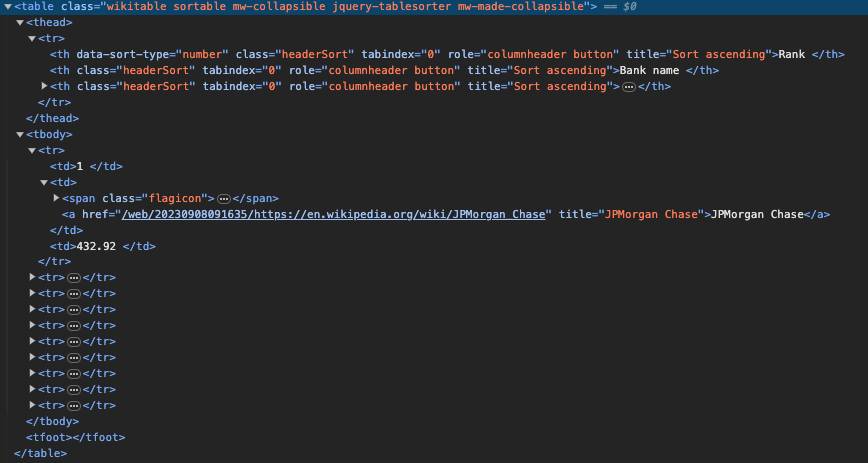 <table class="wikitable sortable mw-collapsible jquery-tablesorter mw-made-collapsible"> == $0
<thead>
<tr>
<th data-sort-type="number" class="headerSort" tabindex="0" role="columnheader button" title="Sort ascending">Rank </th>
<th class="headerSort" tabindex="0" role="columnheader button" title="Sort ascending">Bank name </th>
<th class="headerSort" tabindex="0" role="columnheader button" title="Sort ascending">…</th>
</tr>
</thead>
<tbody>
<tr>
<td>1 </td>
<td>
<span class="flagicon">…</span>
<a href="/web/20230908091635/https://en.wikipedia.org/wiki/JPMorgan_Chase" title="JPMorgan Chase">JPMorgan Chase</a>
</td>
<td>432.92 </td>
</tr>
<tr>…</tr>
<tr>…</tr>
<tr>…</tr>
<tr>…</tr>
<tr>…</tr>
<tr>…</tr>
<tr>…</tr>
<tr>…</tr>
<tr>…</tr>
</tbody>
<tfoot></tfoot>
</table>